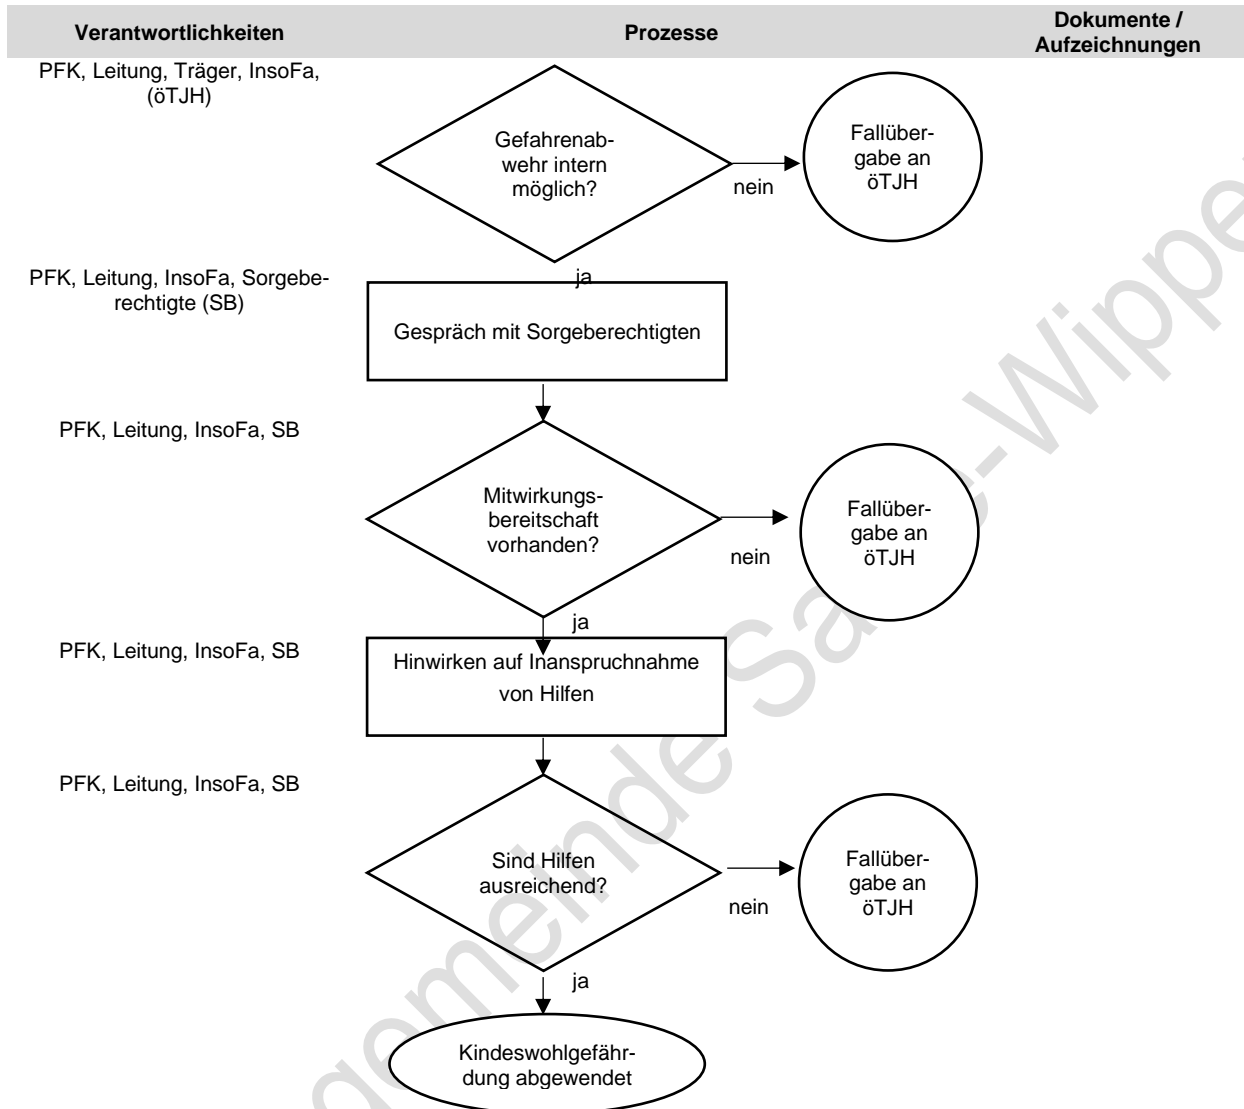 Verantwortlichkeiten
Prozesse
Dokumente /
Aufzeichnungen
PFK, Leitung, Träger, InsoFa,
(öTJH)
Gefahrenab-
wehr intern
möglich?
nein
Fallüber-
gabe an
öTJH
ja
PFK, Leitung, InsoFa, Sorgebe-
rechtigte (SB)
Gespräch mit Sorgeberechtigten
PFK, Leitung, InsoFa, SB
Mitwirkungs-
bereitschaft
vorhanden?
nein
Fallüber-
gabe an
öTJH
ja
PFK, Leitung, InsoFa, SB
Hinwirken auf Inanspruchnahme
von Hilfen
PFK, Leitung, InsoFa, SB
Sind Hilfen
ausreichend?
nein
Fallüber-
gabe an
öTJH
ja
Kindeswohlgefähr-
dung abgewendet